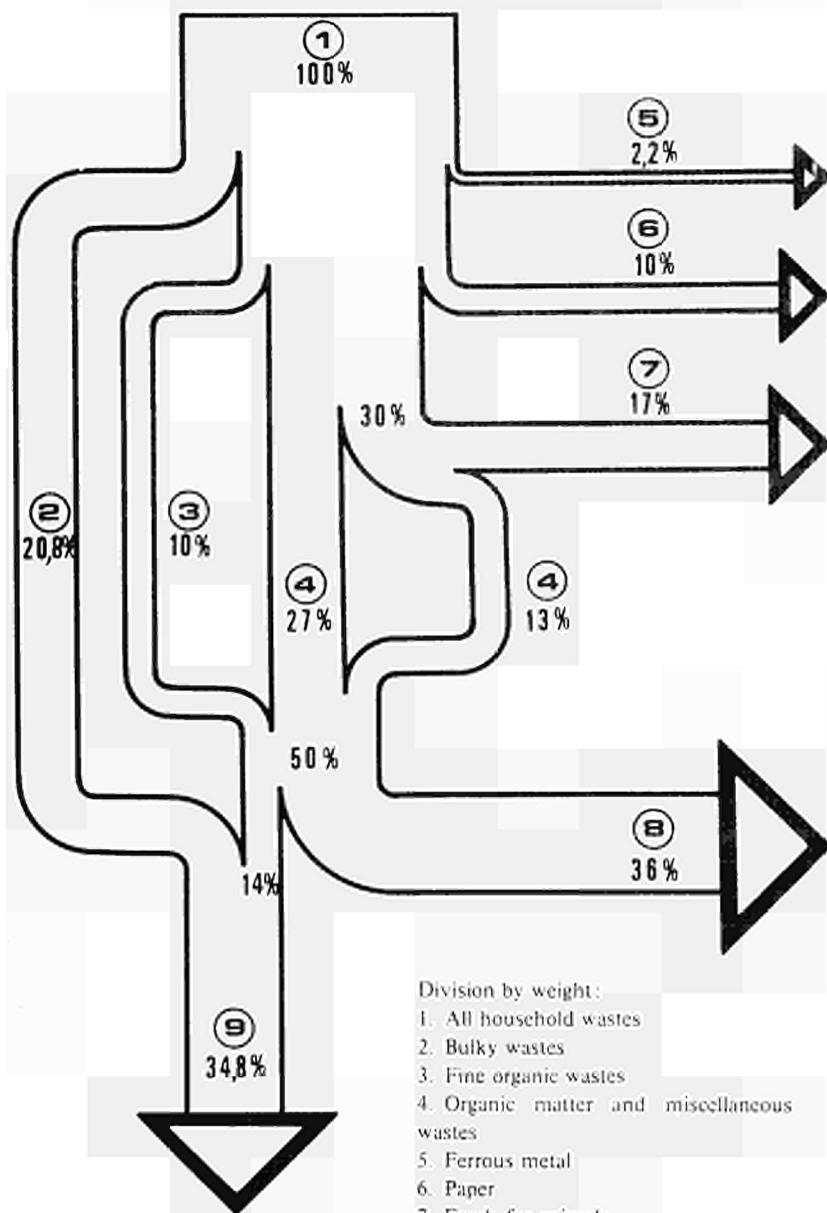 1
100%
5
2,2%
6
10%
7
17%
30%
2
20,8%
3
10%
4
27%
4
13%
50%
8
36%
14%
9
34,8%
Division by weight:
1. All household wastes
2. Bulky wastes
3. Fine organic wastes
4. Organic matter and miscellaneous
wastes
5. Ferrous metal
6. Paper